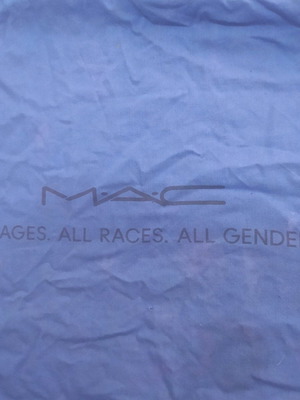 M·A·C
AGES. ALL RACES. ALL GENDE